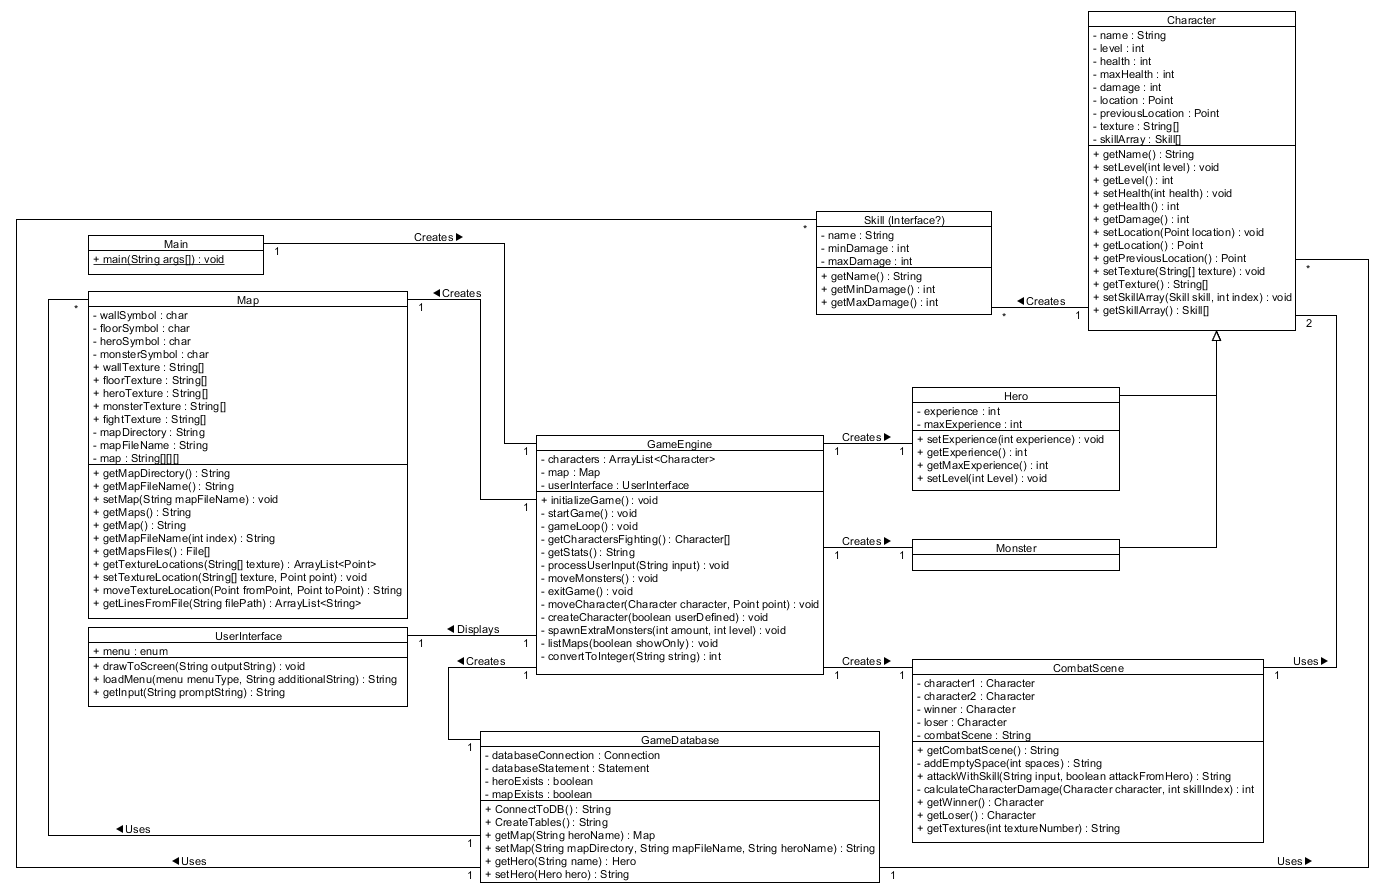 Character
- name : String
- level : int
- health : int
- maxHealth : int
- damage : int
- location : Point
- previousLocation : Point
- texture : String[]
- skillArray : Skill[]
+ getName() : String
+ setLevel(int level) : void
+ getLevel() : int
+ setHealth(int health) : void
+ getHealth() : int
+ getDamage() : int
+ setLocation(Point location) : void
+ getLocation() : Point
+ getPreviousLocation() : Point
+ setTexture(String[] texture) : void
+ getTexture() : String[]
+ setSkillArray(Skill skill, int index) : void
+ getSkillArray() : Skill[]
*
2
Skill (Interface?)
- name : String
- minDamage : int
- maxDamage : int
+ getName() : String
+ getMinDamage() : int
+ getMaxDamage() : int
*
◄Creates
*
1
Main
+ main(String args[]) : void
Creates►
1
1
Map
- wallSymbol : char
- floorSymbol : char
- heroSymbol : char
- monsterSymbol : char
+ wallTexture : String[]
+ floorTexture : String[]
+ heroTexture : String[]
+ monsterTexture : String[]
+ fightTexture : String[]
- mapDirectory : String
- mapFileName : String
- map : String[][][]
+ getMapDirectory() : String
+ getMapFileName() : String
+ setMap(String mapFileName) : void
+ getMaps() : String
+ getMap() : String
+ getMapFileName(int index) : String
+ getMapsFiles() : File[]
+ getTextureLocations(String[] texture) : ArrayList<Point>
+ setTextureLocation(String[] texture, Point point) : void
+ moveTextureLocation(Point fromPoint, Point toPoint) : String
+ getLinesFromFile(String filePath) : ArrayList<String>
*
◄Creates
1
1
Hero
- experience : int
- maxExperience : int
+ setExperience(int experience) : void
+ getExperience() : int
+ getMaxExperience() : int
+ setLevel(int Level) : void
GameEngine
- characters : ArrayList<Character>
- map : Map
- userInterface : UserInterface
+ initializeGame() : void
- startGame() : void
- gameLoop() : void
- getCharactersFighting() : Character[]
- getStats() : String
- processUserInput(String input) : void
- moveMonsters() : void
- exitGame() : void
- moveCharacter(Character character, Point point) : void
- createCharacter(boolean userDefined) : void
- spawnExtraMonsters(int amount, int level) : void
- listMaps(boolean showOnly) : void
- convertToInteger(String string) : int
Creates►
1
1
Creates►
1
1
Monster
UserInterface
+ menu : enum
+ drawToScreen(String outputString) : void
+ loadMenu(menu menuType, String additionalString) : String
+ getInput(String promptString) : String
◄Displays
1
1
◄Creates
1
1
Creates►
1
1
CombatScene
- character1 : Character
- character2 : Character
- winner : Character
- loser : Character
- combatScene : String
+ getCombatScene() : String
- addEmptySpace(int spaces) : String
+ attackWithSkill(String input, boolean attackFromHero) : String
- calculateCharacterDamage(Character character, int skillIndex) : int
+ getWinner() : Character
+ getLoser() : Character
+ getTextures(int textureNumber) : String
Uses►
1
GameDatabase
- databaseConnection : Connection
- databaseStatement : Statement
- heroExists : boolean
- mapExists : boolean
+ ConnectToDB() : String
+ CreateTables() : String
+ getMap(String heroName) : Map
+ setMap(String mapDirectory, String mapFileName, String heroName) : String
+ getHero(String name) : Hero
+ setHero(Hero hero) : String
◄Uses
1
◄Uses
1
Uses►
1